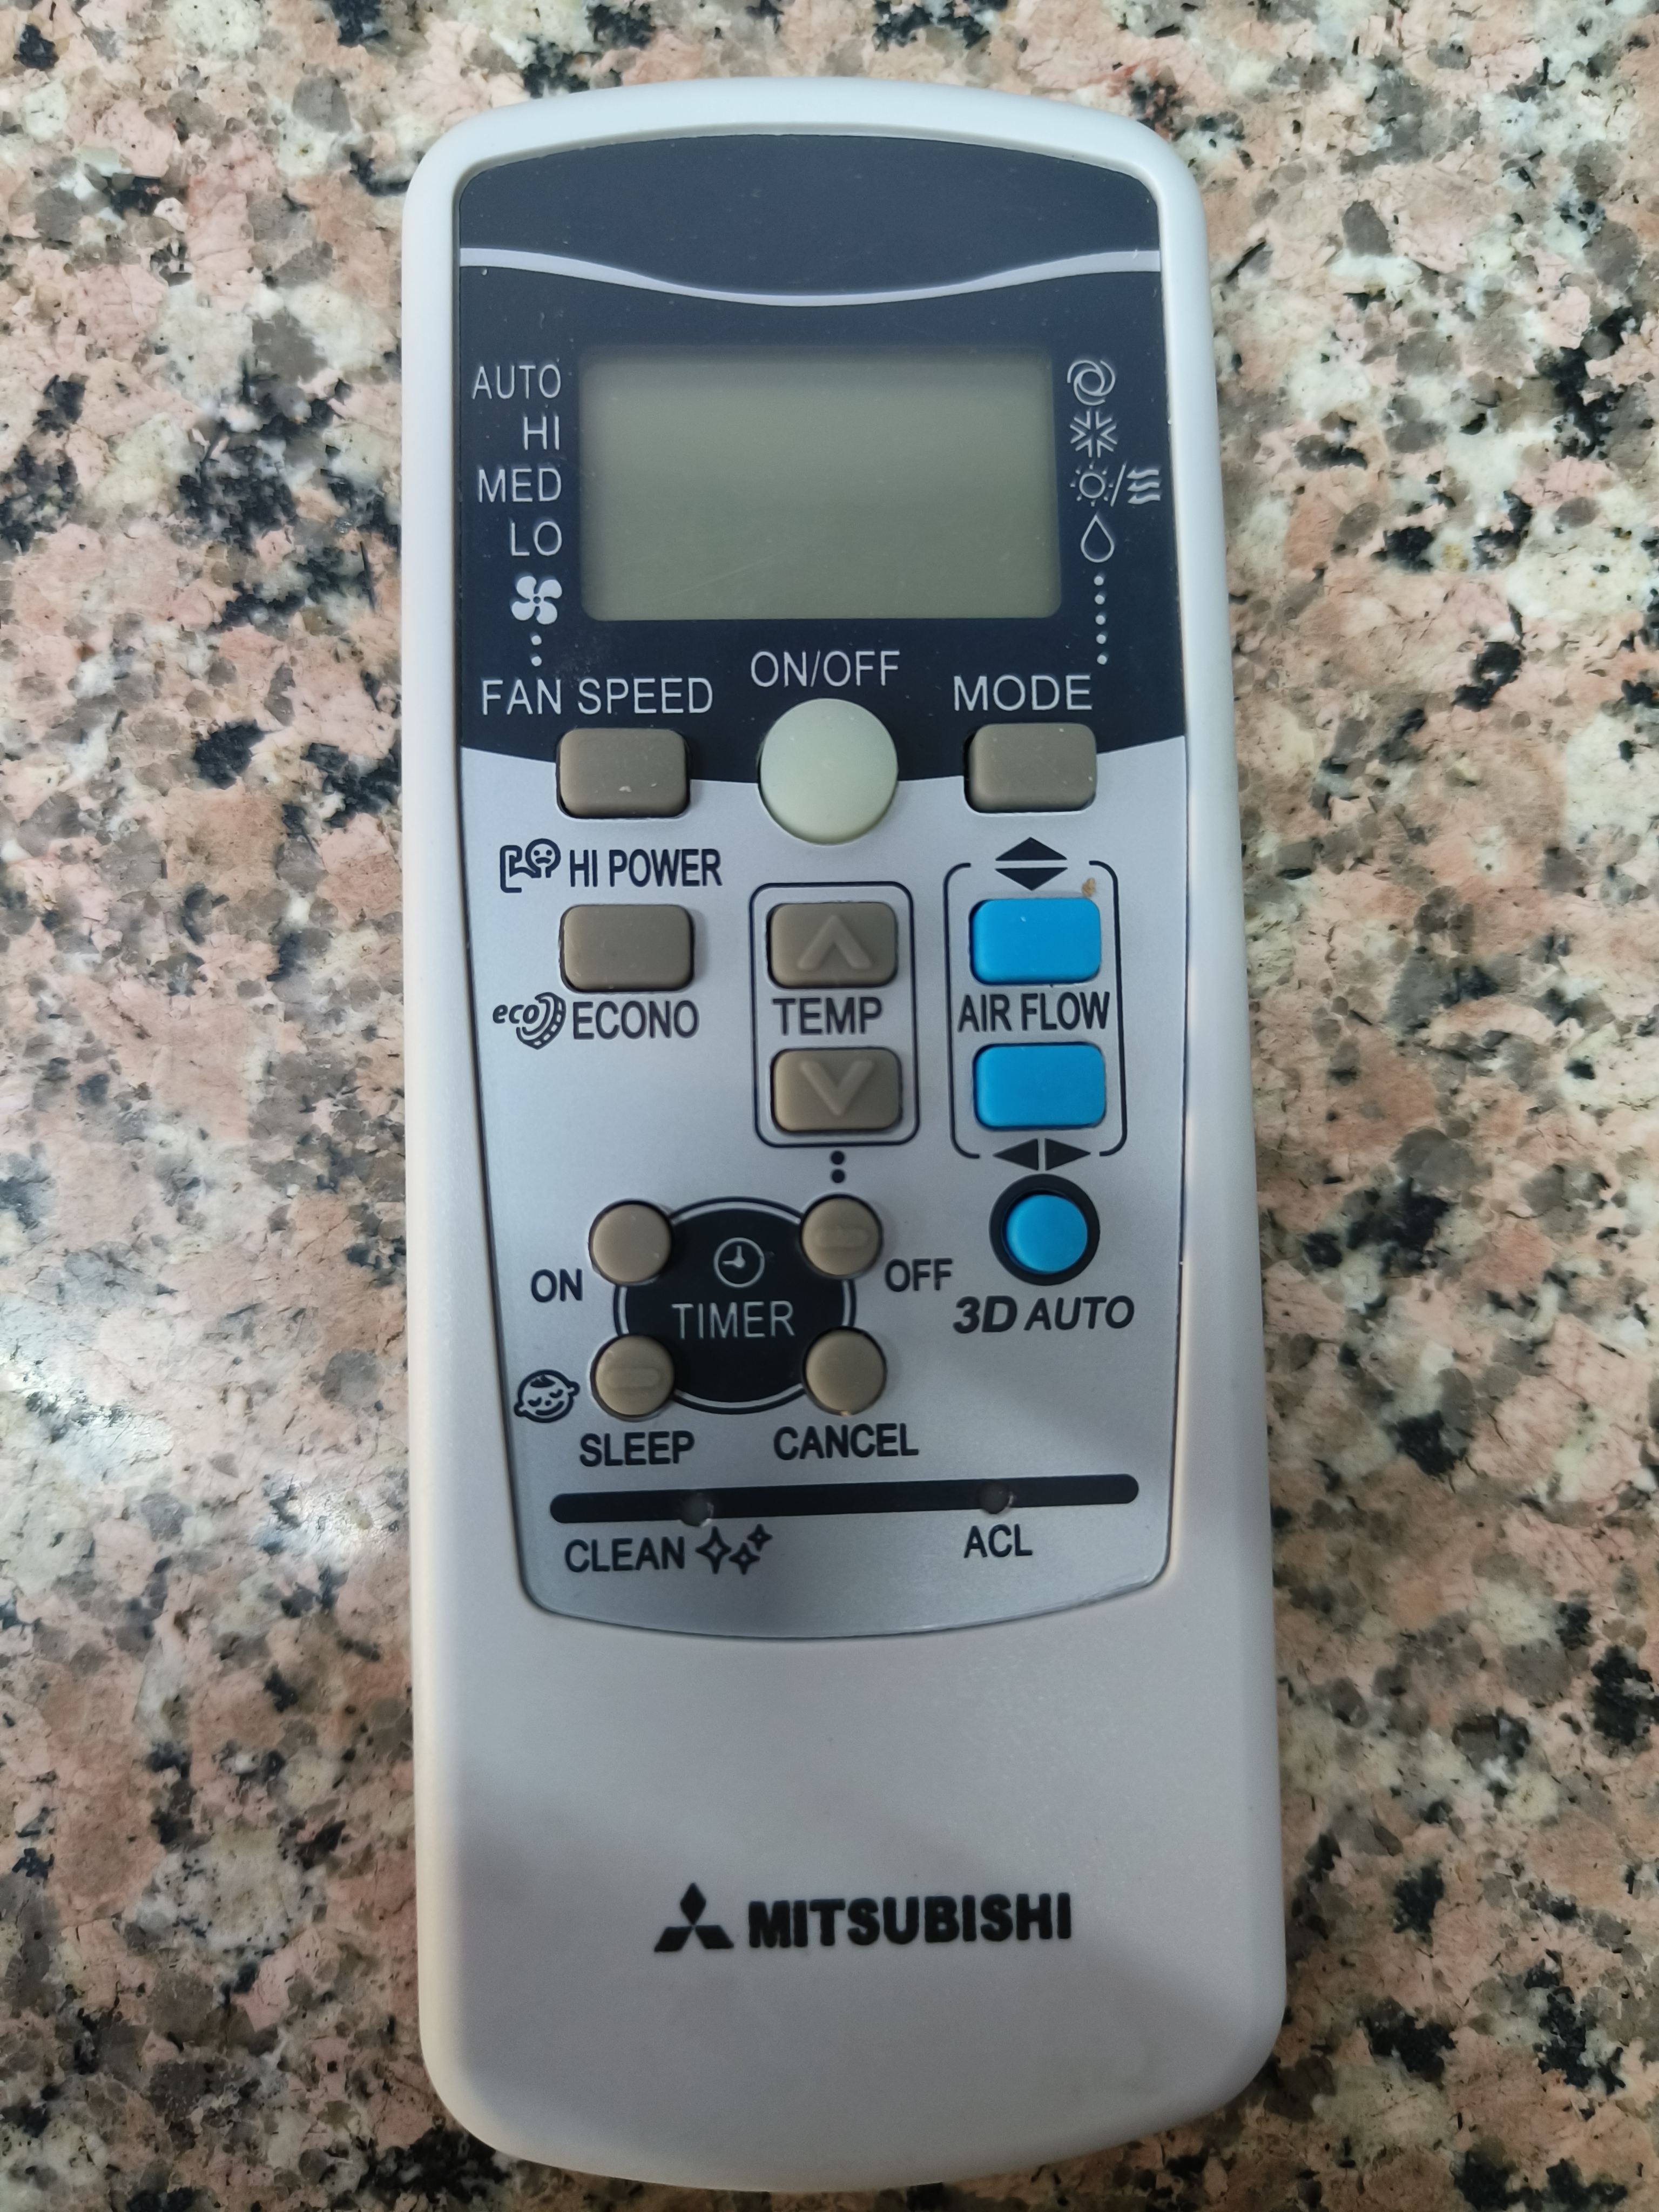 AUTO
HI
MED
LO
FAN SPEED
ON/OFF
MODE
HI POWER
eco ECONO
TEMP
AIR FLOW
ON
TIMER
OFF
3D AUTO
SLEEP
CANCEL
CLEAN
ACL
MITSUBISHI